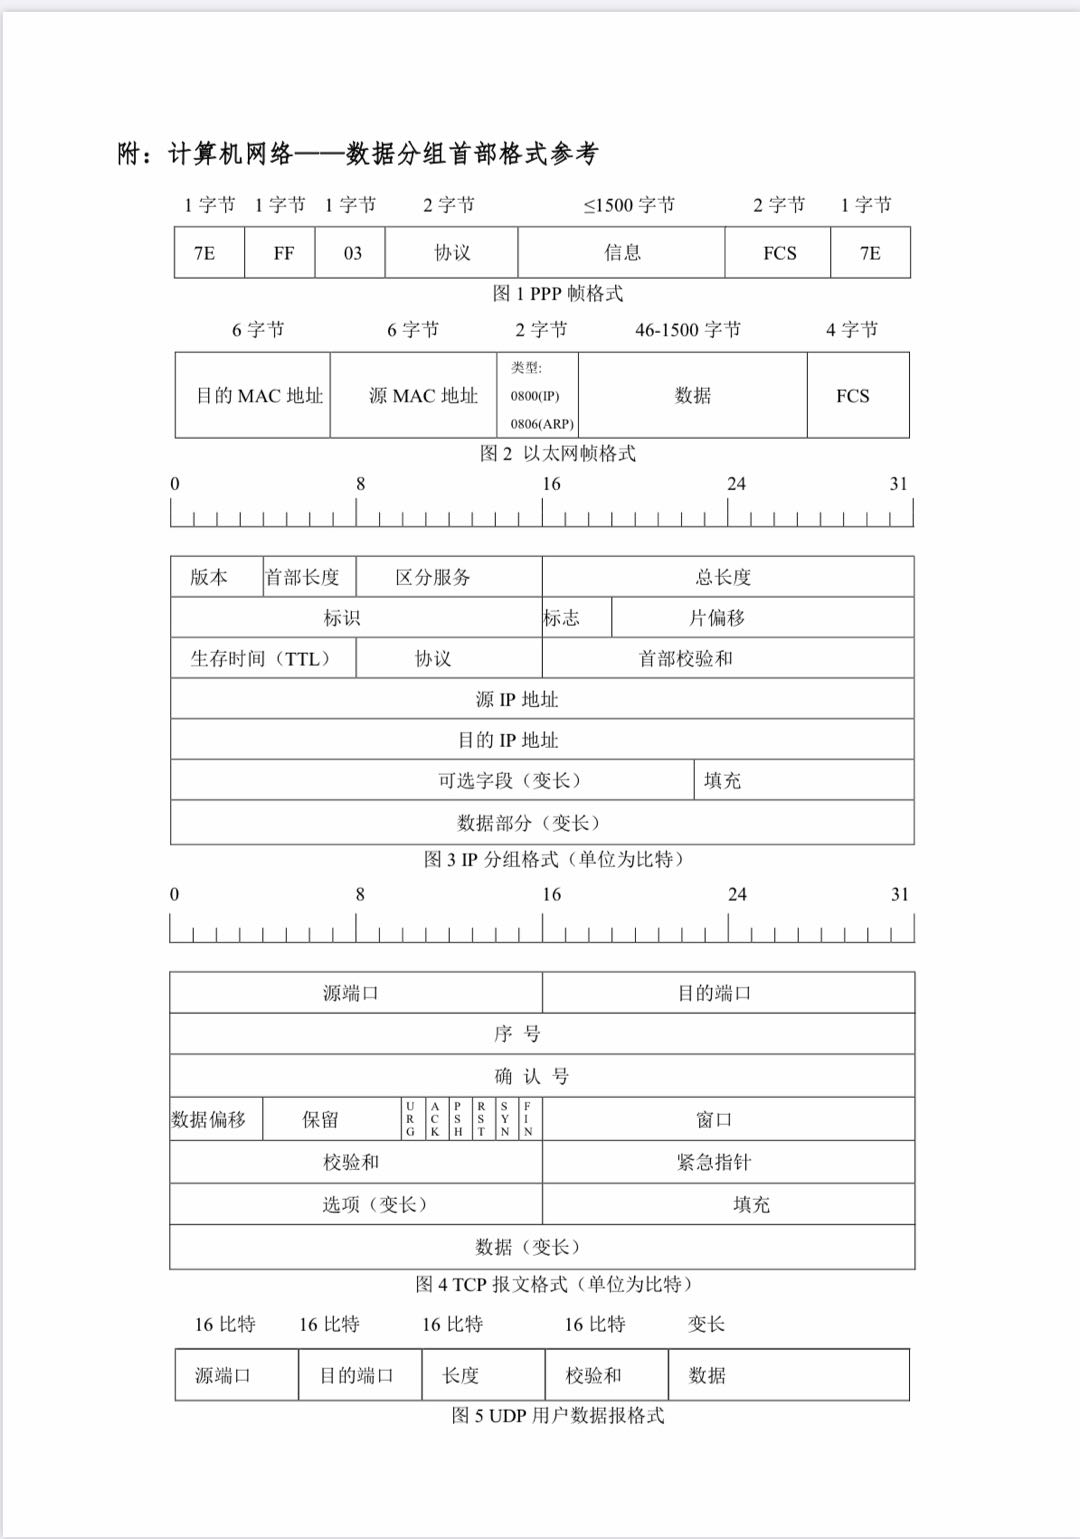 附：计算机网络——数据分组首部格式参考
1 字节 1 字节 1 字节 2 字节 ≤1500 字节 2 字节 1 字节
7E FF 03 协议 信息 FCS 7E
图 1 PPP 帧格式
6 字节 6 字节 2 字节 46-1500 字节 4 字节
目的 MAC 地址 源 MAC 地址 类型: 0800(IP) 0806(ARP) 数据 FCS
图 2 以太网帧格式
0 8 16 24 31
版本 首部长度 区分服务 总长度
标识 标志 片偏移
生存时间（TTL） 协议 首部校验和
源 IP 地址
目的 IP 地址
可选字段（变长） 填充
数据部分（变长）
图 3 IP 分组格式（单位为比特）
0 8 16 24 31
源端口 目的端口
序 号
确 认 号
数据偏移 保留 URG ACK PSH RST SYN FIN 窗口
校验和 紧急指针
选项（变长） 填充
数据（变长）
图 4 TCP 报文格式（单位为比特）
16 比特 16 比特 16 比特 16 比特 变长
源端口 目的端口 长度 校验和 数据
图 5 UDP 用户数据报格式